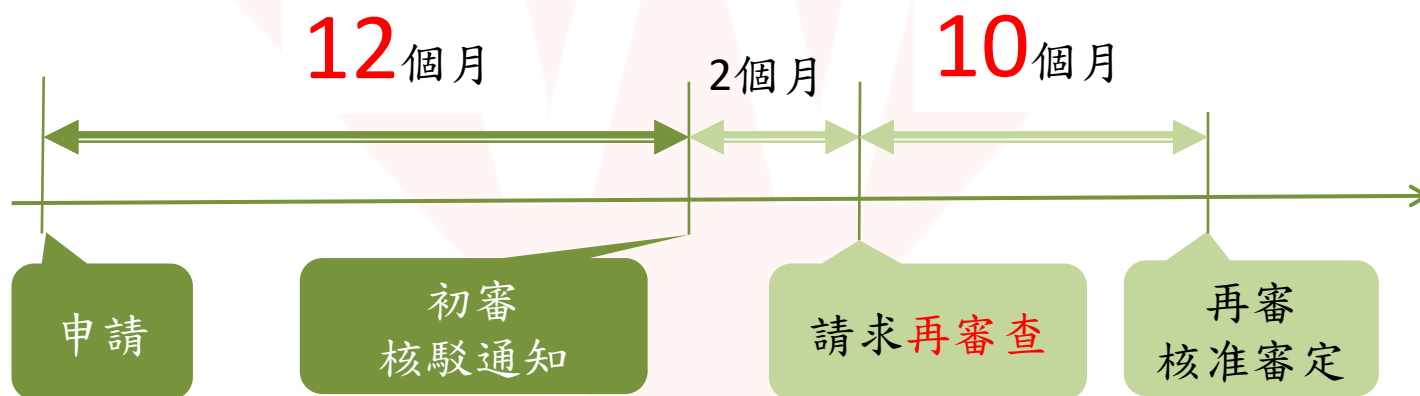 12個月
2個月
10個月
申請
初審
核駁通知
請求再審查
再審
核准審定